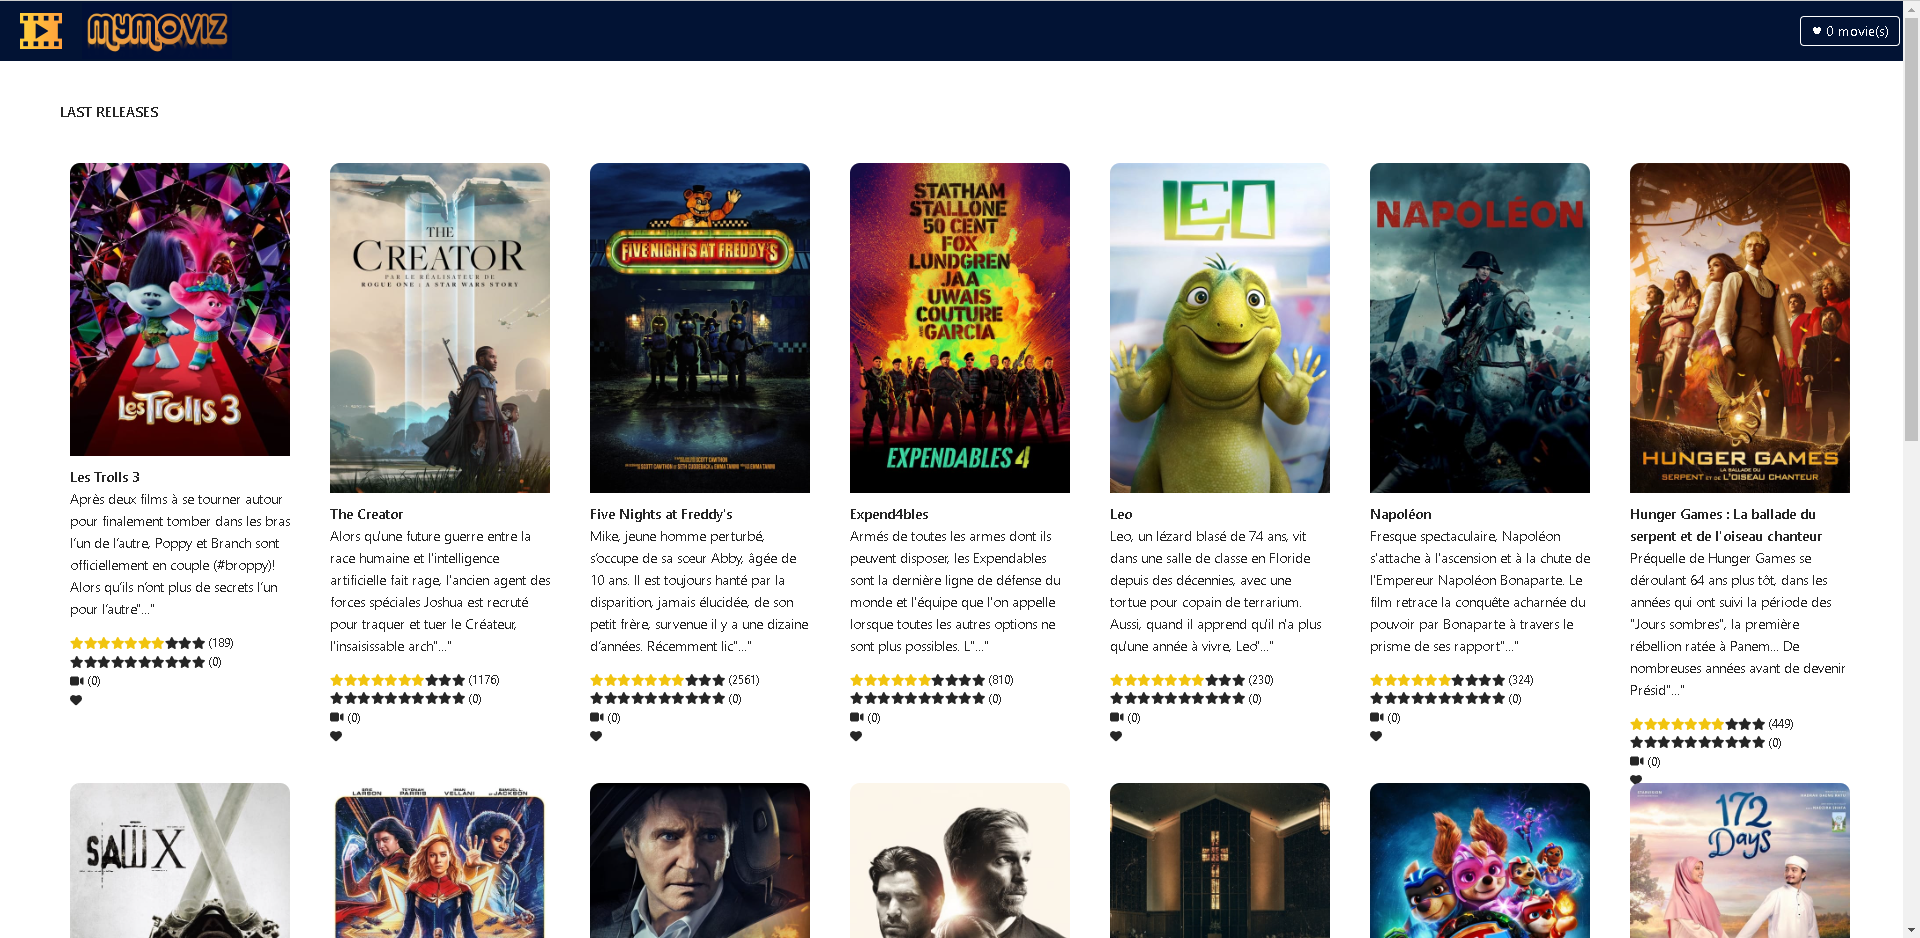 mymoviz
0 movie(s)
LAST RELEASES
Les Trolls 3
THE
CREATOR
PAR LE RÉALISATEUR DE
ROGUE ONE : A STAR WARS STORY
FIVE NIGHTS AT FREDDY'S
STATHAM
STALLONE
50 CENT
FOX
LUNDGREN
JAA
UWAIS
COUTURE
GARCIA
EXPENDABLES 4
LEO
NAPOLÉON
HUNGER GAMES
LA BALLADE DU
SERPENT ET DE L'OISEAU CHANTEUR
Les Trolls 3
Après deux films à se tourner autour
pour finalement tomber dans les bras
l’un de l’autre, Poppy et Branch sont
officiellement en couple (#broppy)!
Alors qu’ils n’ont plus de secrets l’un
pour l’autre"..."
(189)
(0)
(0)
The Creator
Alors qu'une future guerre entre la
race humaine et l'intelligence
artificielle fait rage, l'ancien agent des
forces spéciales Joshua est recruté
pour traquer et tuer le Créateur,
l'insaisissable arch"..."
(1176)
(0)
(0)
Five Nights at Freddy's
Mike, jeune homme perturbé,
s’occupe de sa sœur Abby, âgée de
10 ans. Il est toujours hanté par la
disparition, jamais élucidée, de son
petit frère, survenue il y a une dizaine
d’années. Récemment lic"..."
(2561)
(0)
(0)
Expend4bles
Armés de toutes les armes dont ils
peuvent disposer, les Expendables
sont la dernière ligne de défense du
monde et l'équipe que l'on appelle
lorsque toutes les autres options ne
sont plus possibles. L"..."
(810)
(0)
(0)
Leo
Leo, un lézard blasé de 74 ans, vit
dans une salle de classe en Floride
depuis des décennies, avec une
tortue pour copain de terrarium.
Aussi, quand il apprend qu'il n'a plus
qu'une année à vivre, Leo"..."
(230)
(0)
(0)
Napoléon
Fresque spectaculaire, Napoléon
s'attache à l'ascension et à la chute de
l'Empereur Napoléon Bonaparte. Le
film retrace la conquête acharnée du
pouvoir par Bonaparte à travers le
prisme de ses rapport"..."
(324)
(0)
(0)
Hunger Games : La ballade du
serpent et de l'oiseau chanteur
Préquelle de Hunger Games se
déroulant 64 ans plus tôt, dans les
années qui ont suivi la période des
"Jours sombres", la première
rébellion ratée à Panem... De
nombreuses années avant de devenir
Présid"..."
(449)
(0)
(0)
SAW X
172
Days